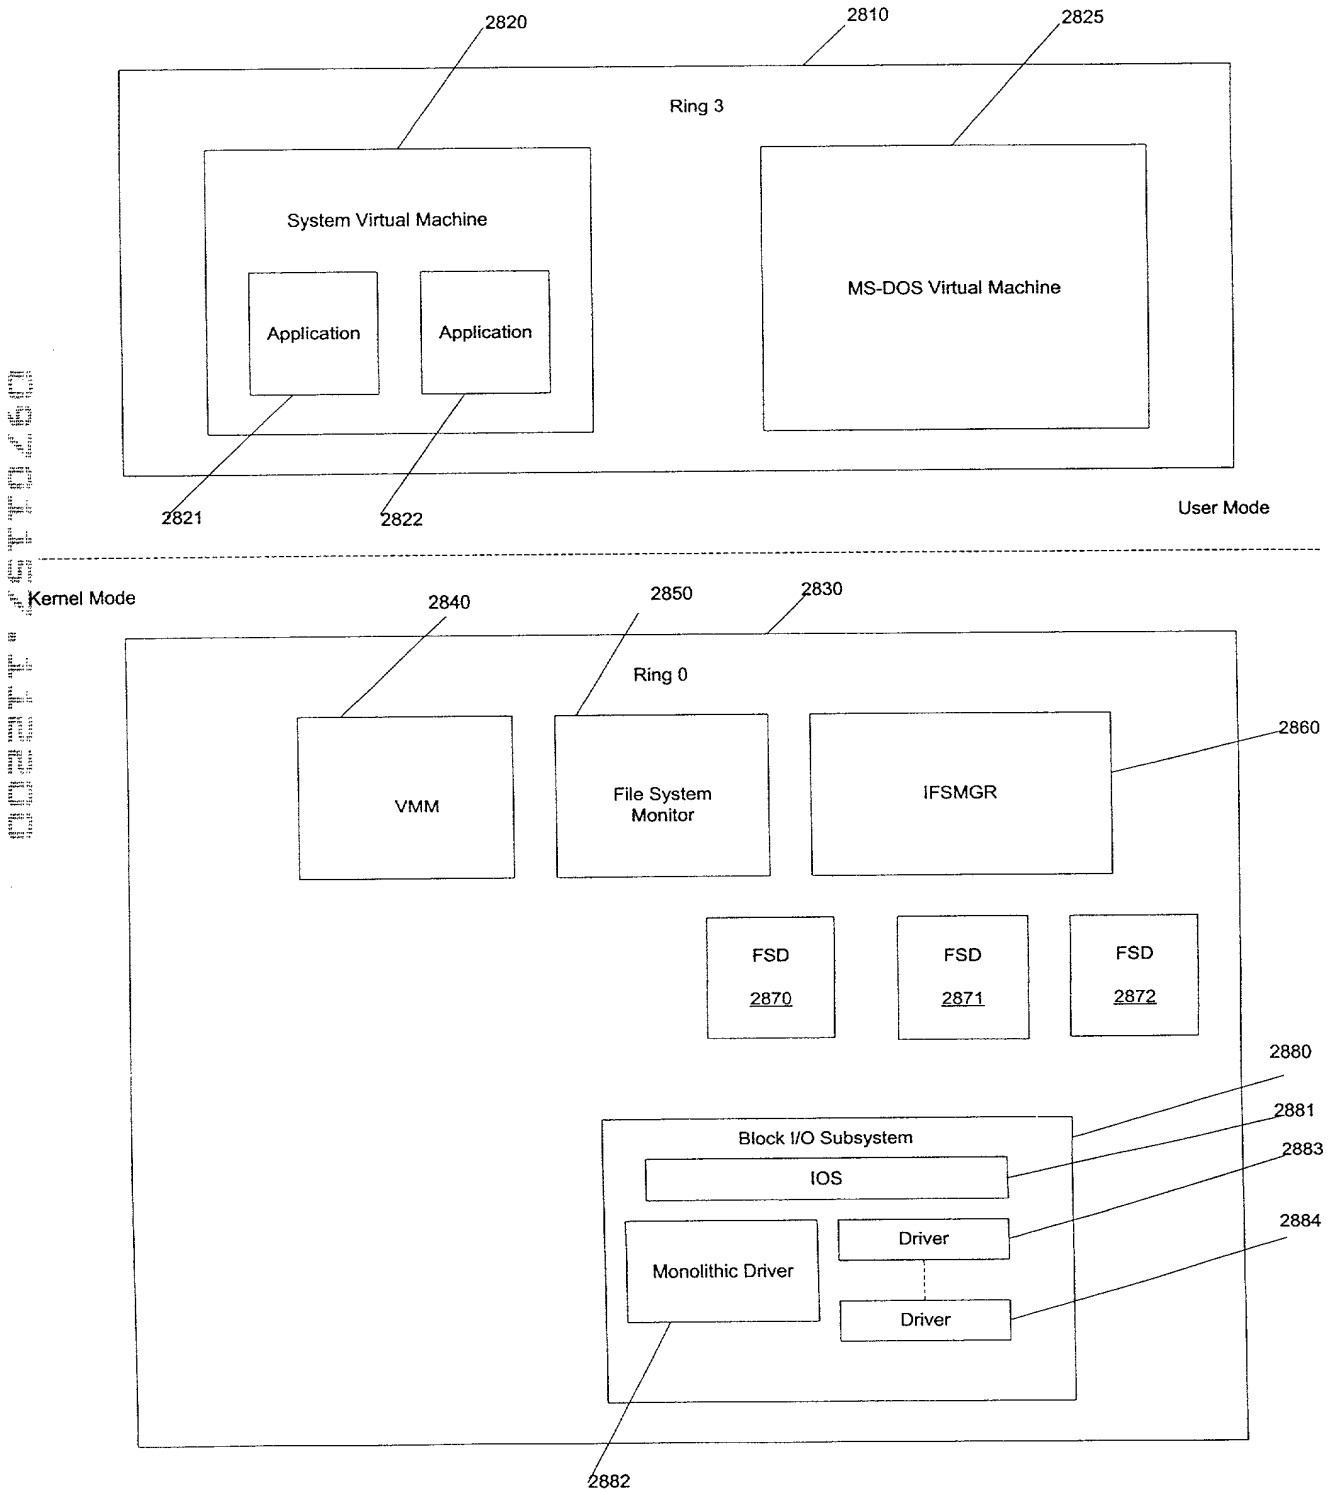 2820
2810
2825
Ring 3
System Virtual Machine
MS-DOS Virtual Machine
Application
Application
2821
2822
User Mode
Kernel Mode
2840
2850
2830
Ring 0
2860
VMM
File System
Monitor
IFSMGR
FSD
2870
FSD
2871
FSD
2872
2880
2881
2883
2884
Block I/O Subsystem
IOS
Monolithic Driver
Driver
Driver
2882